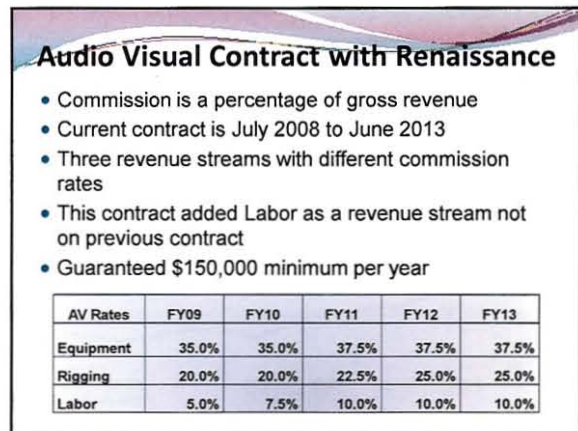 Audio Visual Contract with Renaissance
• Commission is a percentage of gross revenue
• Current contract is July 2008 to June 2013
• Three revenue streams with different commission
rates
• This contract added Labor as a revenue stream not
on previous contract
• Guaranteed $150,000 minimum per year
AV Rates FY09 FY10 FY11 FY12 FY13
Equipment 35.0% 35.0% 37.5% 37.5% 37.5%
Rigging 20.0% 20.0% 22.5% 25.0% 25.0%
Labor 5.0% 7.5% 10.0% 10.0% 10.0%